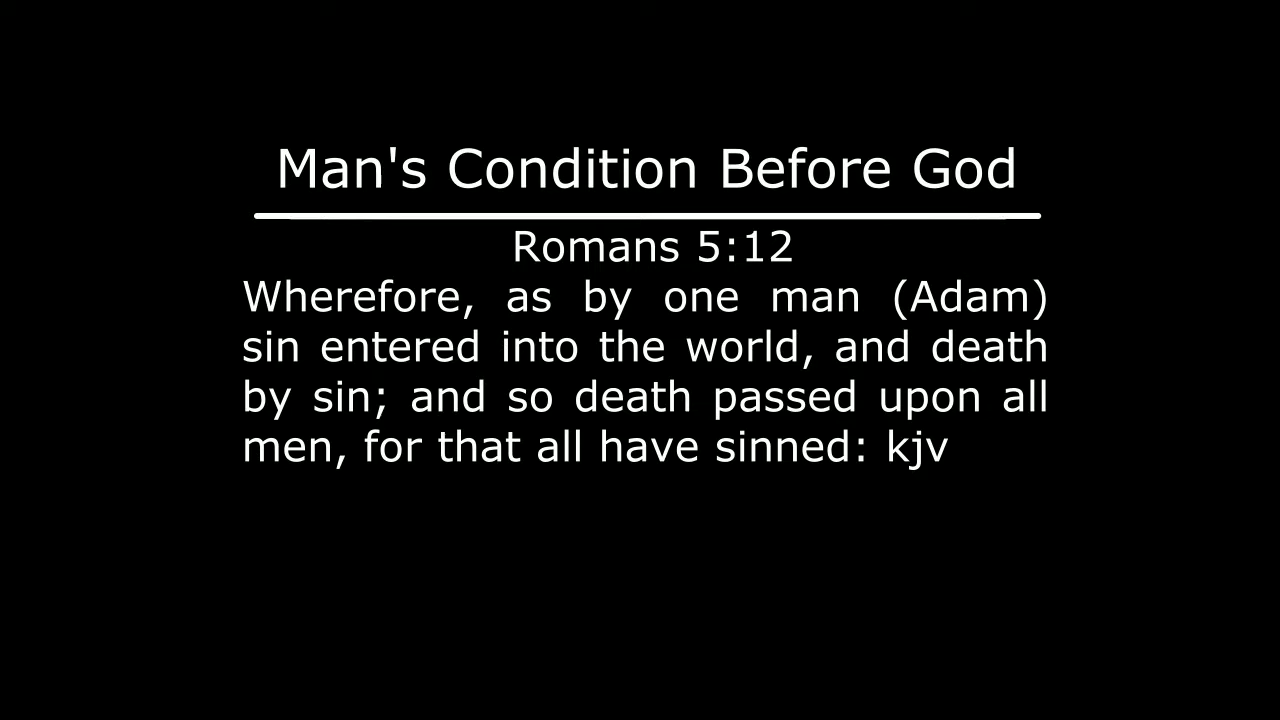 Man's Condition Before God
Romans 5:12
Wherefore, as by one man (Adam)
sin entered into the world, and death
by sin; and so death passed upon all
men, for that all have sinned: kjv